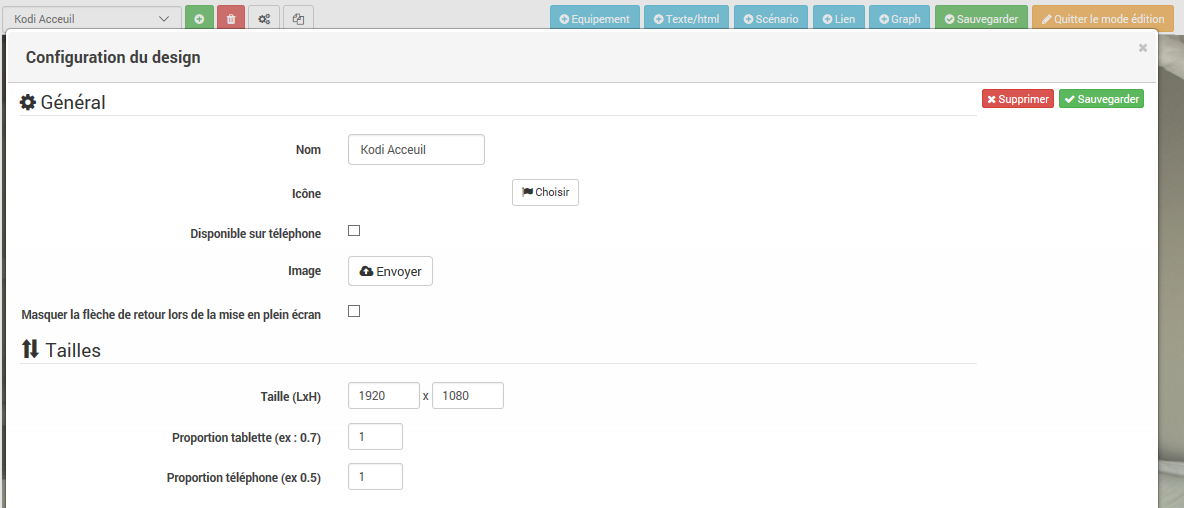 Kodi Acceuil
Equipement Texte/html Scénario Lien Graph Sauvegarder Quitter le mode édition
Configuration du design
×
Général
Supprimer Sauvegarder
Nom Kodi Acceuil
Icône Choisir
Disponible sur téléphone
Image Envoyer
Masquer la flèche de retour lors de la mise en plein écran
Tailles
Taille (LxH) 1920 x 1080
Proportion tablette (ex : 0.7) 1
Proportion téléphone (ex 0.5) 1